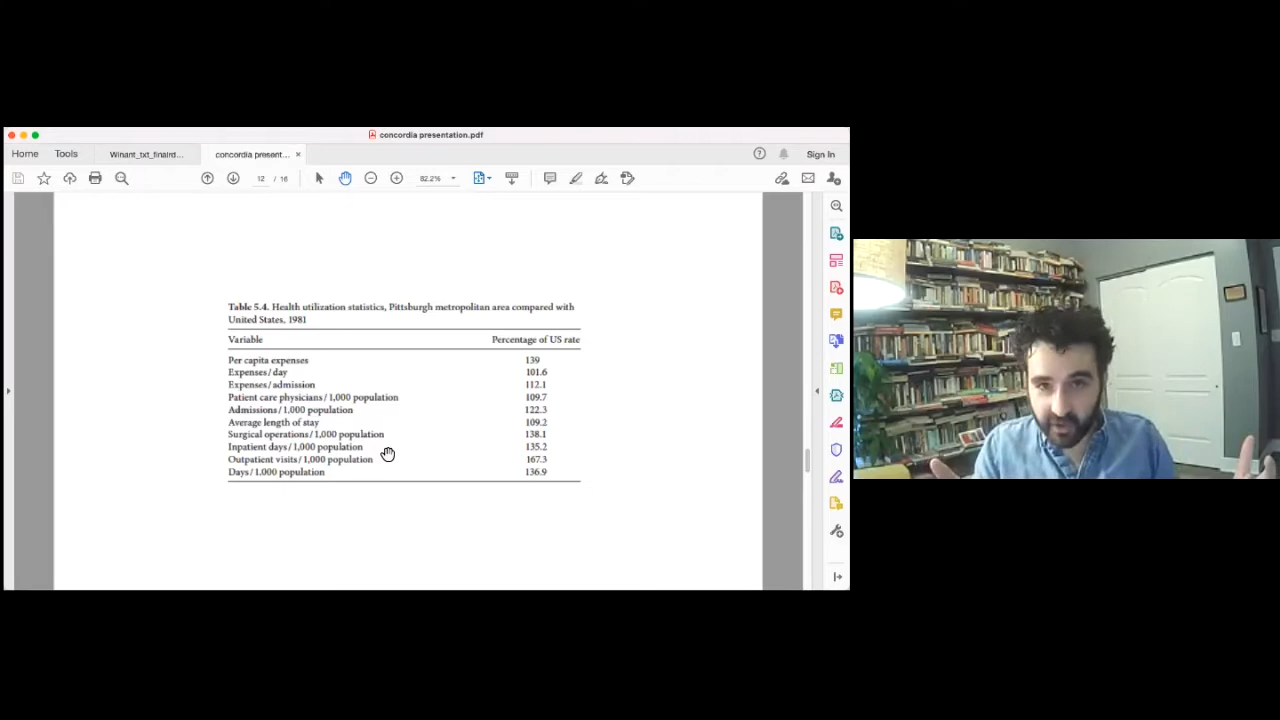 concordia presentation.pdf
Home Tools Winant_txt_finalrd... concordia present... × Sign In
12 / 16 82.2%
Table 5.4. Health utilization statistics, Pittsburgh metropolitan area compared with
United States, 1981
Variable Percentage of US rate
Per capita expenses 139
Expenses/day 101.6
Expenses/admission 112.1
Patient care physicians/1,000 population 109.7
Admissions/1,000 population 122.3
Average length of stay 109.2
Surgical operations/1,000 population 138.1
Inpatient days/1,000 population 135.2
Outpatient visits/1,000 population 167.3
Days/1,000 population 136.9